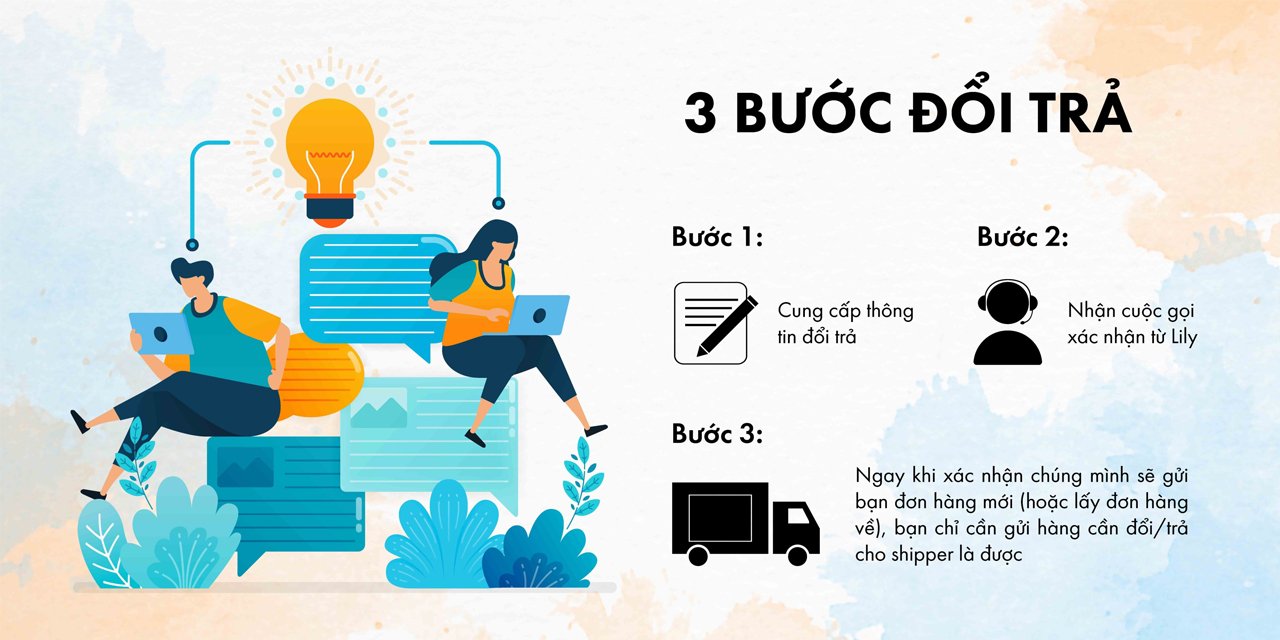 3 BƯỚC ĐỔI TRẢ
Bước 1:
Cung cấp thông
tin đổi trả
Bước 2:
Nhận cuộc gọi
xác nhận từ Lily
Bước 3:
Ngay khi xác nhận chúng mình sẽ gửi
bạn đơn hàng mới (hoặc lấy đơn hàng
về), bạn chỉ cần gửi hàng cần đổi/trả
cho shipper là được